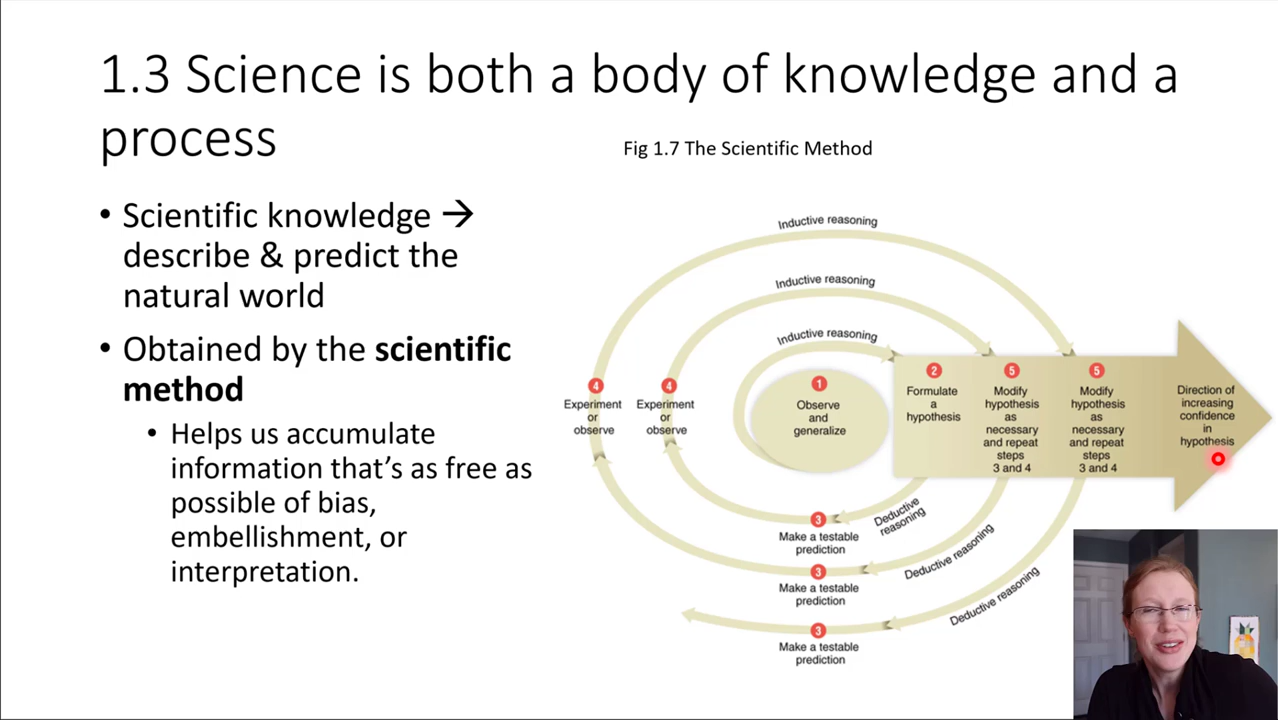 1.3 Science is both a body of knowledge and a
process
Fig 1.7 The Scientific Method
• Scientific knowledge →
describe & predict the
natural world
• Obtained by the scientific
method
• Helps us accumulate
information that's as free as
possible of bias,
embellishment, or
interpretation.
Inductive reasoning
Inductive reasoning
Inductive reasoning
4
Experiment
or
observe
4
Experiment
or
observe
1
Observe
and
generalize
2
Formulate
a
hypothesis
5
Modify
hypothesis
as
necessary
and repeat
steps
3 and 4
5
Modify
hypothesis
as
necessary
and repeat
steps
3 and 4
Direction of
increasing
confidence
in
hypothesis
Deductive
reasoning
3
Make a testable
prediction
Deductive reasoning
3
Make a testable
prediction
Deductive reasoning
3
Make a testable
prediction